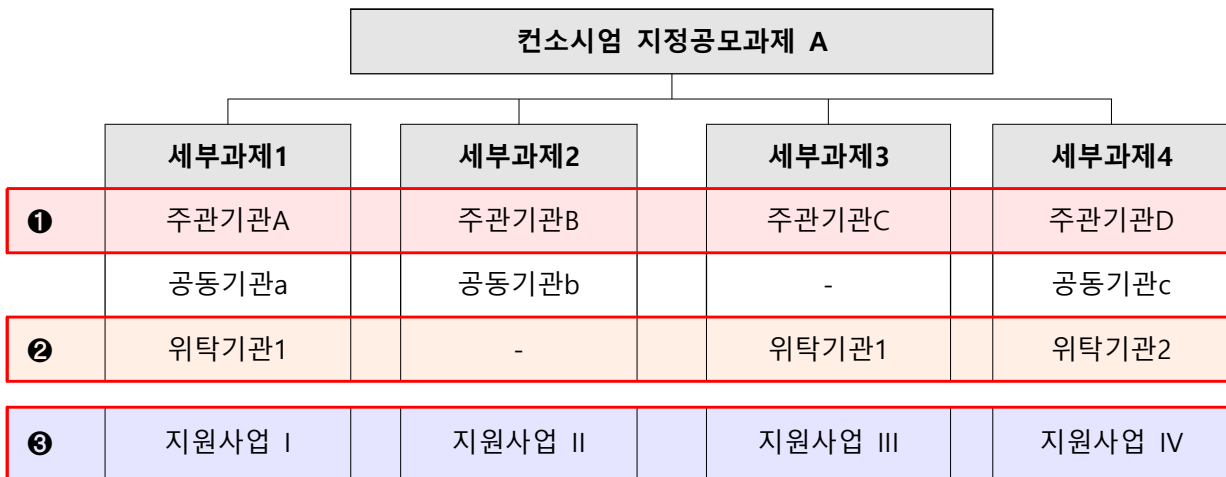 컨소시엄 지정공모과제 A
세부과제1 세부과제2 세부과제3 세부과제4
❶ 주관기관A 주관기관B 주관기관C 주관기관D
공동기관a 공동기관b - 공동기관c
❷ 위탁기관1 - 위탁기관1 위탁기관2
❸ 지원사업 Ⅰ 지원사업 Ⅱ 지원사업 Ⅲ 지원사업 Ⅳ